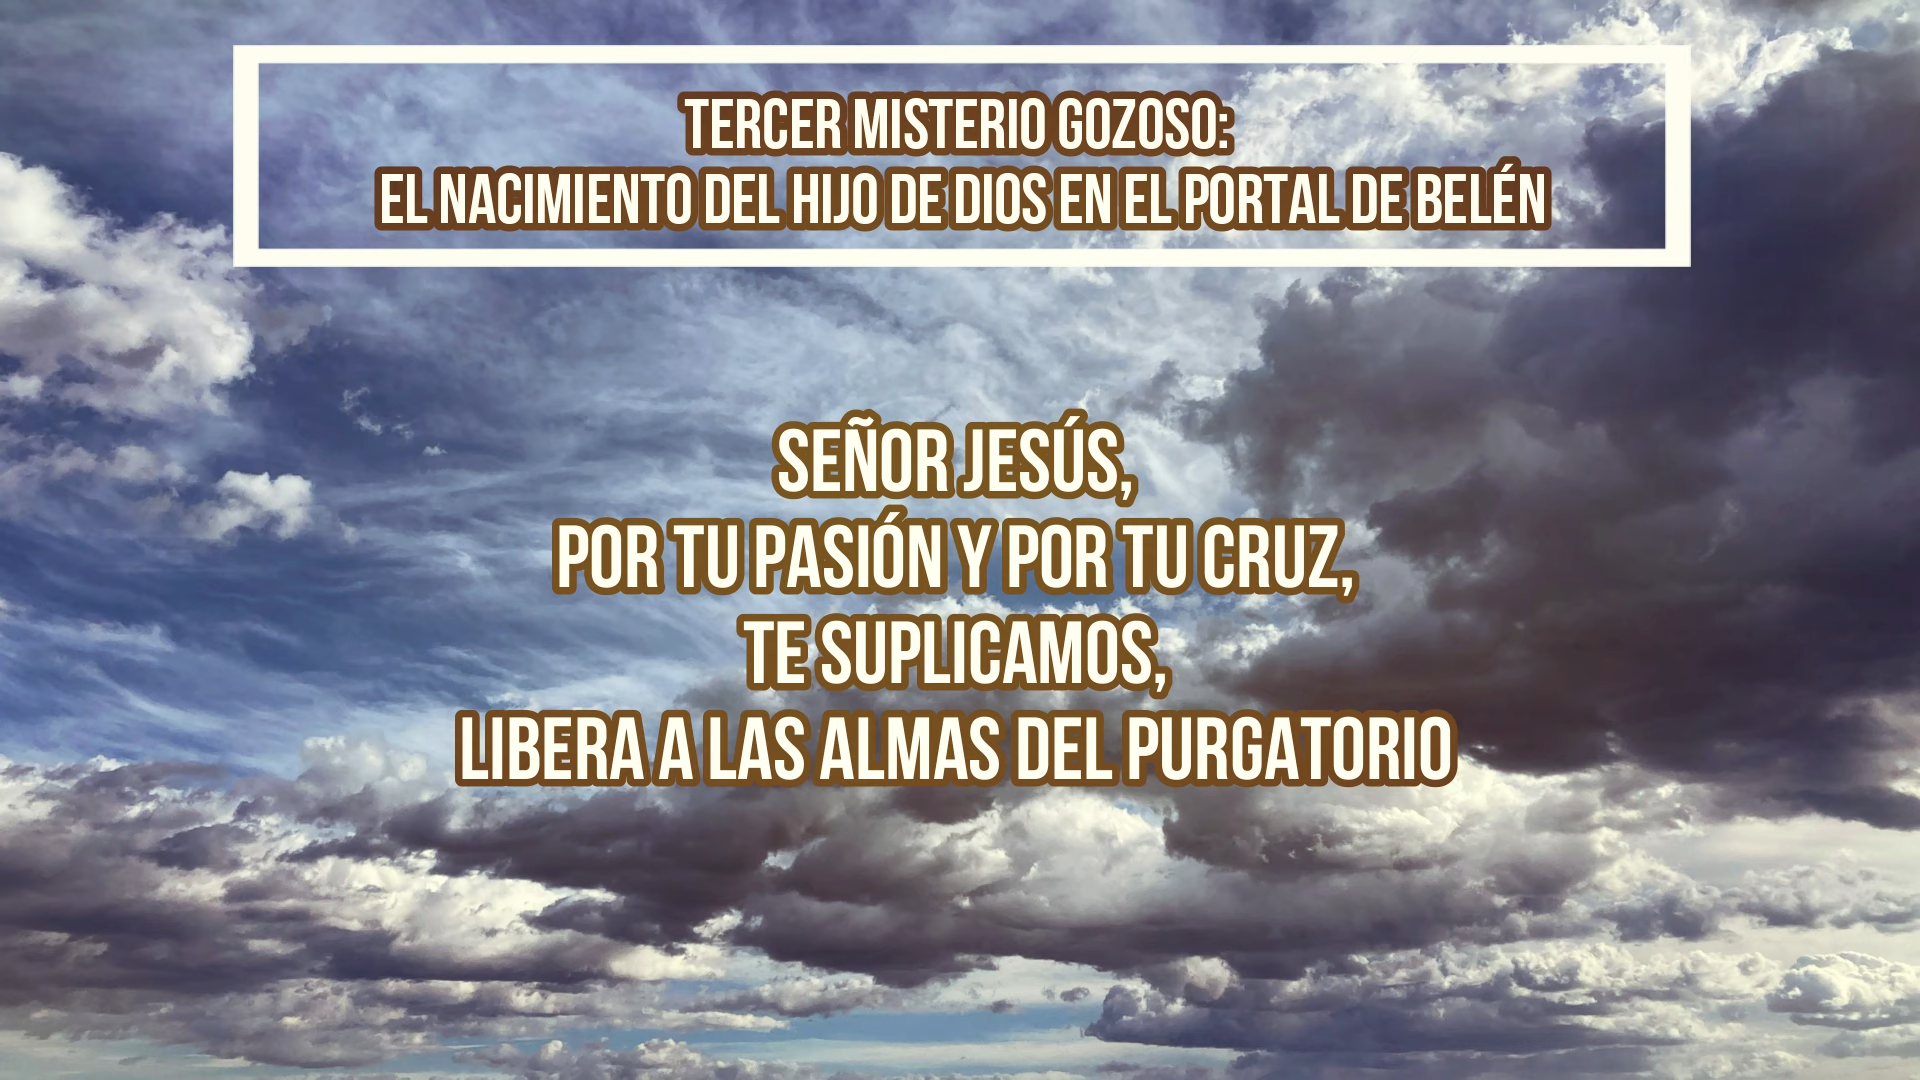 TERCER MISTERIO GOZOSO:
EL NACIMIENTO DEL HIJO DE DIOS EN EL PORTAL DE BELÉN
SEÑOR JESÚS,
POR TU PASIÓN Y POR TU CRUZ,
TE SUPLICAMOS,
LIBERA A LAS ALMAS DEL PURGATORIO